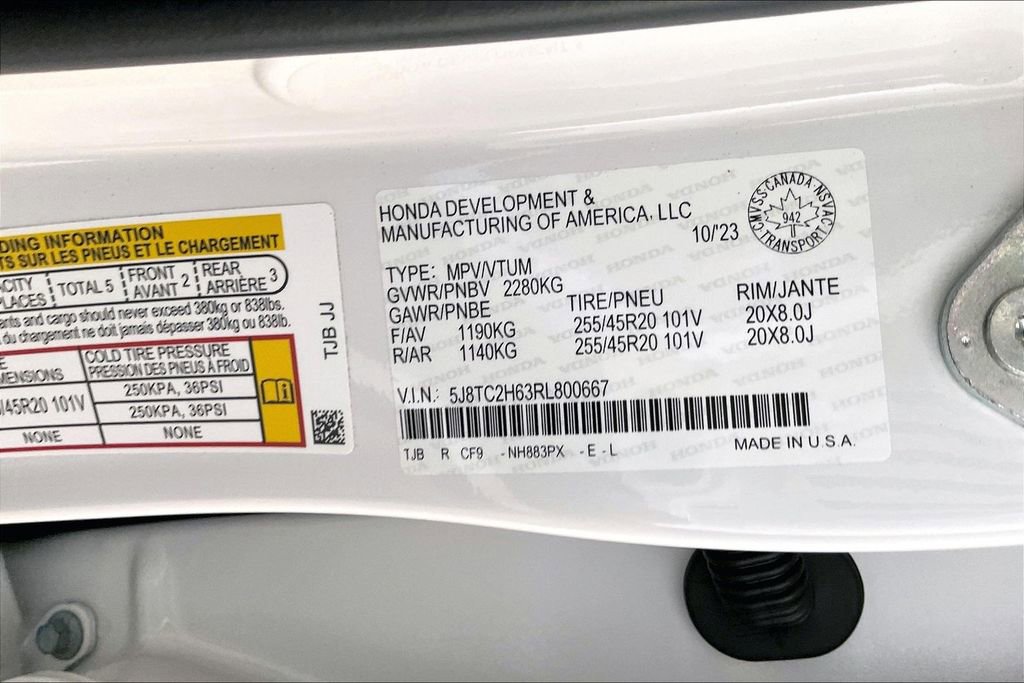 DING INFORMATION
TS SUR LES PNEUS ET LE CHARGEMENT
CITY TOTAL 5 FRONT 2 REAR 3
PLACES AVANT ARRIÈRE
ants and cargo should never exceed 380kg or 838lbs.
du chargement ne doit jamais dépasser 380kg ou 838lb.
COLD TIRE PRESSURE
MENSIONS PRESSION DES PNEUS À FROID
/45R20 101V 250KPA, 36PSI
250KPA, 36PSI
NONE NONE
TJB JJ
HONDA DEVELOPMENT &
MANUFACTURING OF AMERICA, LLC
10/'23
CMVSS CANADA NSVAC
942
TRANSPORT
TYPE: MPV/VTUM
GVWR/PNBV 2280KG
GAWR/PNBE TIRE/PNEU RIM/JANTE
F/AV 1190KG 255/45R20 101V 20X8.0J
R/AR 1140KG 255/45R20 101V 20X8.0J
V.I.N.: 5J8TC2H63RL800667
TJB R CF9 -NH883PX -E-L
MADE IN U.S.A.